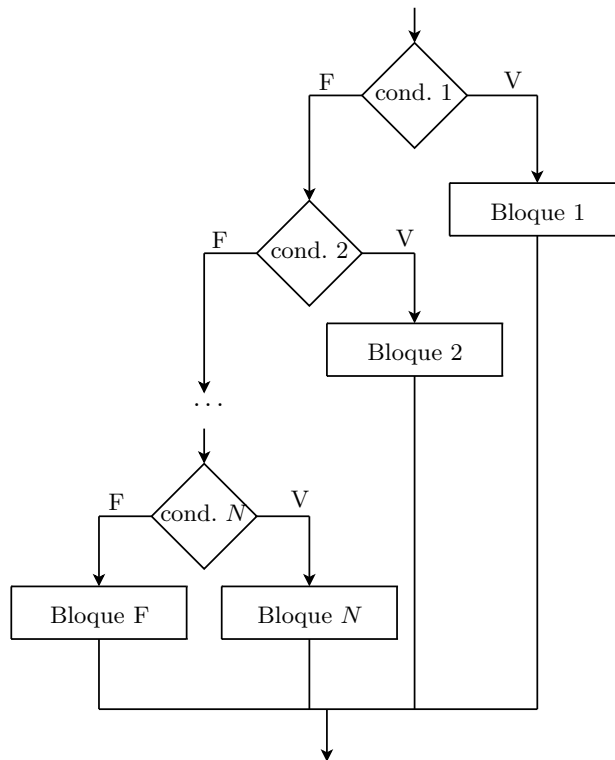 F
cond. 1
V
Bloque 1
F
cond. 2
V
Bloque 2
...
F
cond. N
V
Bloque F
Bloque N